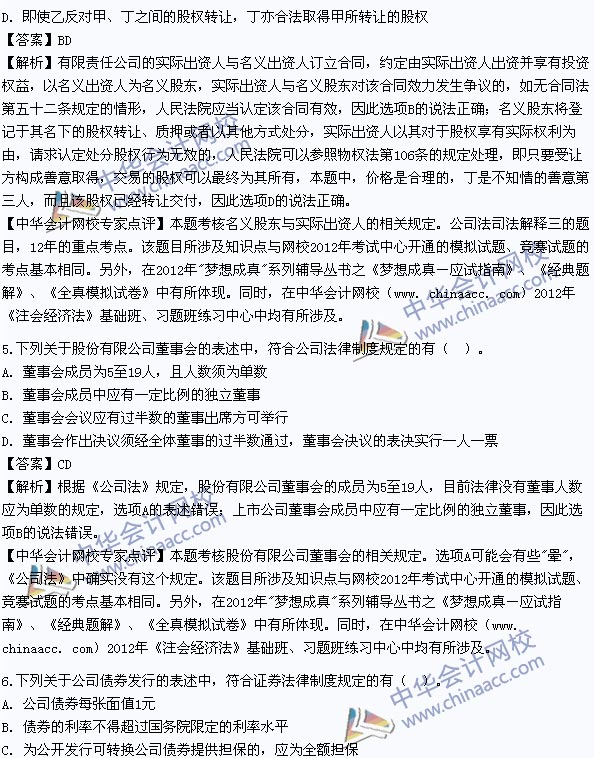 D. 即使乙反对甲、丁之间的股权转让，丁亦合法取得甲所转让的股权
【答案】BD
【解析】有限责任公司的实际出资人与名义出资人订立合同，约定由实际出资人出资并享有投资
权益，以名义出资人为名义股东，实际出资人与名义股东对该合同效力发生争议的，如无合同法
第五十二条规定的情形，人民法院应当认定该合同有效，因此选项B的说法正确；名义股东将登
记于其名下的股权转让、质押或者以其他方式处分，实际出资人以其对于股权享有实际权利为
由，请求认定处分股权行为无效的，人民法院可以参照物权法第106条的规定处理，即只要受让
方构成善意取得，交易的股权可以最终为其所有，本题中，价格是合理的，丁是不知情的善意第
三人，而且该股权已经转让交付，因此选项D的说法正确。
【中华会计网校专家点评】本题考核名义股东与实际出资人的相关规定。公司法司法解释三的题
目，12年的重点考点。该题目所涉及知识点与网校2012年考试中心开通的模拟试题、竞赛试题的
考点基本相同。另外，在2012年"梦想成真"系列辅导丛书之《梦想成真—应试指南》、《经典题
解》、《全真模拟试卷》中有所体现。同时，在中华会计网校（www. chinaacc. com）2012年
《注会经济法》基础班、习题班练习中心中均有所涉及。
5.下列关于股份有限公司董事会的表述中，符合公司法律制度规定的有（ ）。
A. 董事会成员为5至19人，且人数须为单数
B. 董事会成员中应有一定比例的独立董事
C. 董事会会议应有过半数的董事出席方可举行
D. 董事会作出决议须经全体董事的过半数通过，董事会决议的表决实行一人一票
【答案】CD
【解析】根据《公司法》规定，股份有限公司董事会的成员为5至19人，目前法律没有董事人数
应为单数的规定，选项A的表述错误；上市公司董事会成员中应有一定比例的独立董事，因此选
项B的说法错误。
【中华会计网校专家点评】本题考核股份有限公司董事会的相关规定。选项A可能会有些"晕"，
《公司法》中确实没有这个规定。该题目所涉及知识点与网校2012年考试中心开通的模拟试题、
竞赛试题的考点基本相同。另外，在2012年"梦想成真"系列辅导丛书之《梦想成真—应试指
南》、《经典题解》、《全真模拟试卷》中有所体现。同时，在中华会计网校（www.
chinaacc. com）2012年《注会经济法》基础班、习题班练习中心中均有所涉及。
6.下列关于公司债券发行的表述中，符合证券法律制度规定的有（ ）。
A. 公司债券每张面值1元
B. 债券的利率不得超过国务院限定的利率水平
C. 为公开发行可转换公司债券提供担保的，应为全额担保
中华会计网校
www.chinaacc.com
中华会计网校
www.chinaacc.com
中华会计网校
www.chinaacc.com
中华会计网校
www.chinaacc.com